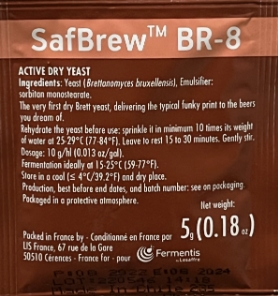 SafBrew™ BR-8
ACTIVE DRY YEAST
Ingredients: Yeast (Brettanomyces bruxellensis), Emulsifier:
sorbitan monostearate.
The very first dry Brett yeast, delivering the typical funky print to the beers
you dream of.
Rehydrate the yeast before use: sprinkle it in minimum 10 times its weight
of water at 25-29°C (77-84°F). Leave to rest 15 to 30 minutes. Gently stir.
Dosage: 10 g/hl (0.013 oz/gal).
Fermentation ideally at 15-25°C (59-77°F).
Store in a cool (≤ 4°C/39.2°F) and dry place.
Production, best before end dates, and batch number: see on packaging
Packaged in a protective atmosphere.
Net weight:
5g (0.18 oz)
Packed in France by - Conditionné en France par
LIS France, 67 rue de la Gare
50510 Cérences - France for - pour
Fermentis
by Lesaffre